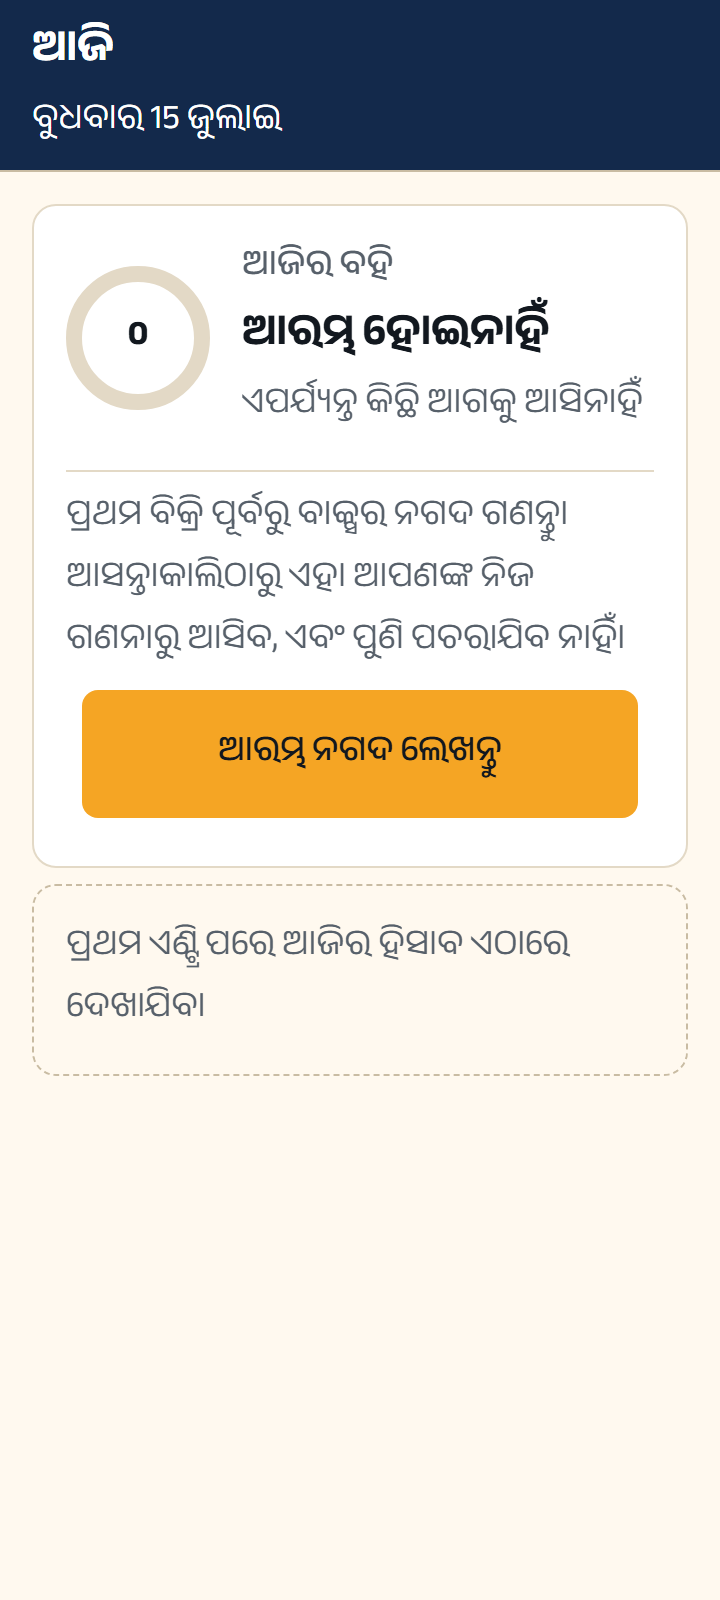 ଆଜି
ବୁଧବାର 15 ଜୁଲାଇ
ଆଜିର ବହି
0
ଆରମ୍ଭ ହୋଇନାହିଁ
ଏପର୍ଯ୍ୟନ୍ତ କିଛି ଆଗକୁ ଆସିନାହିଁ
ପ୍ରଥମ ବିକ୍ରି ପୂର୍ବରୁ ବାକ୍ସର ନଗଦ ଗଣନ୍ତୁ।
ଆସନ୍ତାକାଲିଠାରୁ ଏହା ଆପଣଙ୍କ ନିଜ
ଗଣନାରୁ ଆସିବ, ଏବଂ ପୁଣି ପଚରାଯିବ ନାହିଁ।
ଆରମ୍ଭ ନଗଦ ଲେଖନ୍ତୁ
ପ୍ରଥମ ଏଣ୍ଟ୍ରି ପରେ ଆଜିର ହିସାବ ଏଠାରେ
ଦେଖାଯିବ।